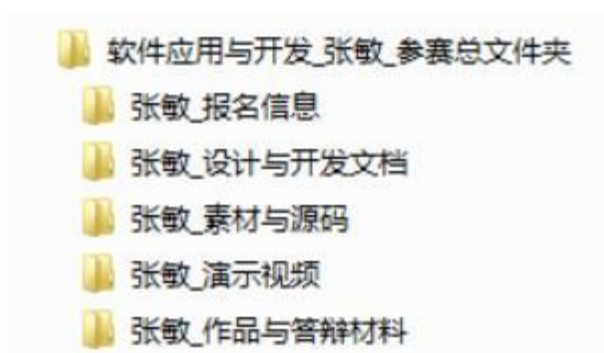 软件应用与开发_张敏_参赛总文件夹
张敏_报名信息
张敏_设计与开发文档
张敏_素材与源码
张敏_演示视频
张敏_作品与答辩材料